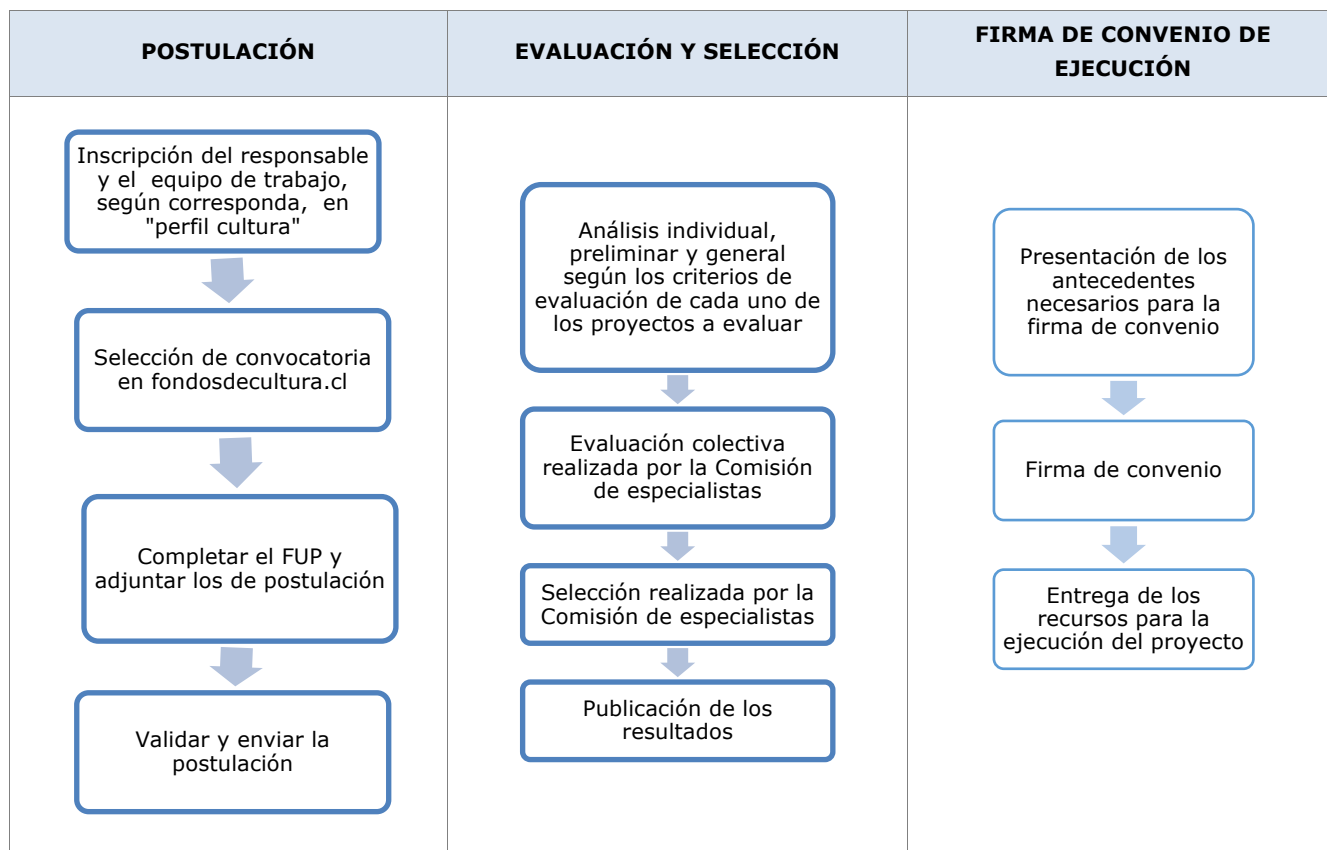 POSTULACIÓN
Inscripción del responsable
y el equipo de trabajo,
según corresponda, en
"perfil cultura"
Selección de convocatoria
en fondosdecultura.cl
Completar el FUP y
adjuntar los de postulación
Validar y enviar la
postulación
EVALUACIÓN Y SELECCIÓN
Análisis individual,
preliminar y general
según los criterios de
evaluación de cada uno de
los proyectos a evaluar
Evaluación colectiva
realizada por la Comisión
de especialistas
Selección realizada por la
Comisión de especialistas
Publicación de los
resultados
FIRMA DE CONVENIO DE
EJECUCIÓN
Presentación de los
antecedentes
necesarios para la
firma de convenio
Firma de convenio
Entrega de los
recursos para la
ejecución del proyecto